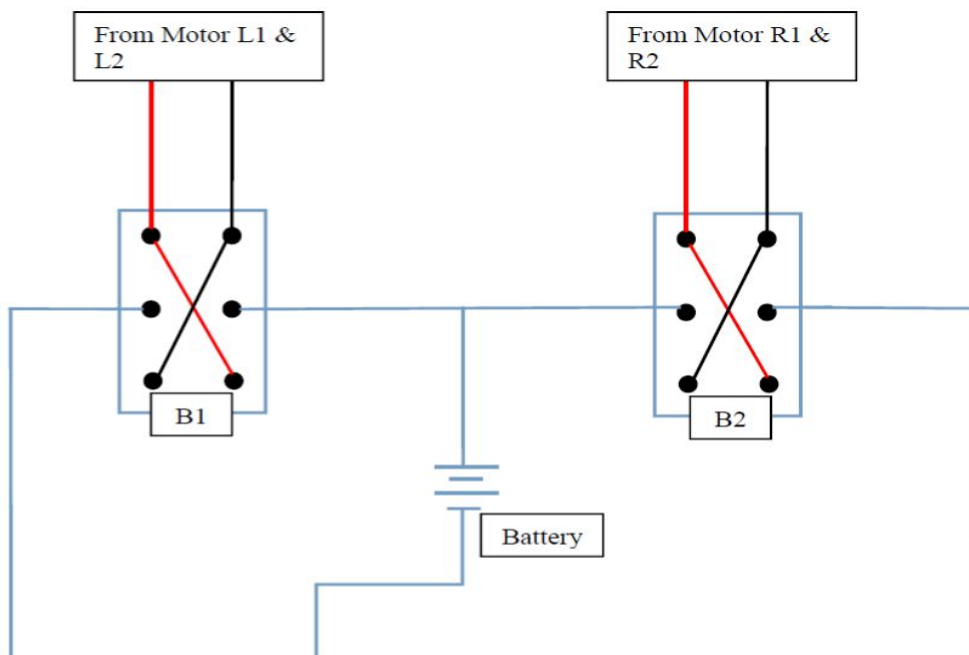 From Motor L1 &
L2
From Motor R1 &
R2
B1
B2
Battery